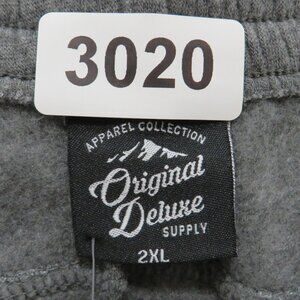 3020
APPAREL COLLECTION
Original
Deluxe
SUPPLY
2XL